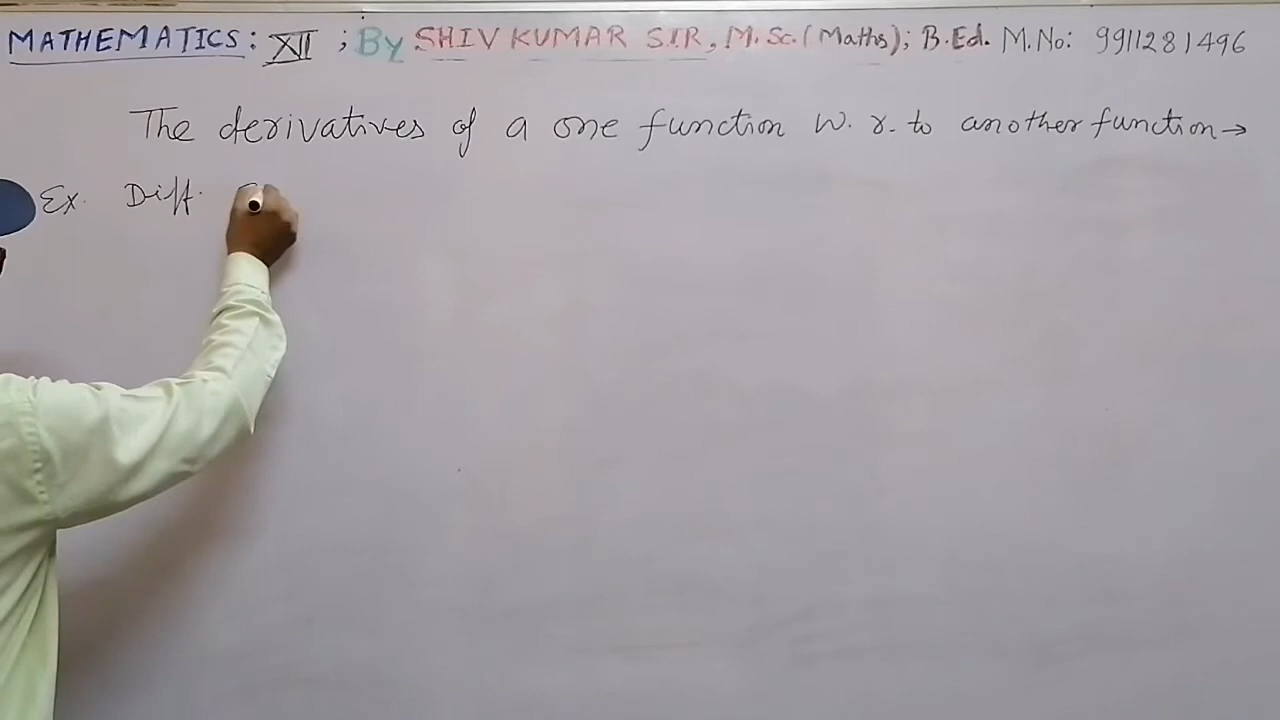 MATHEMATICS: XII ; By SHIV KUMAR SIR, M.Sc.(Maths); B.Ed. M.No: 9911281496
The derivatives of a one function w.r. to another function→
Ex. Diff.